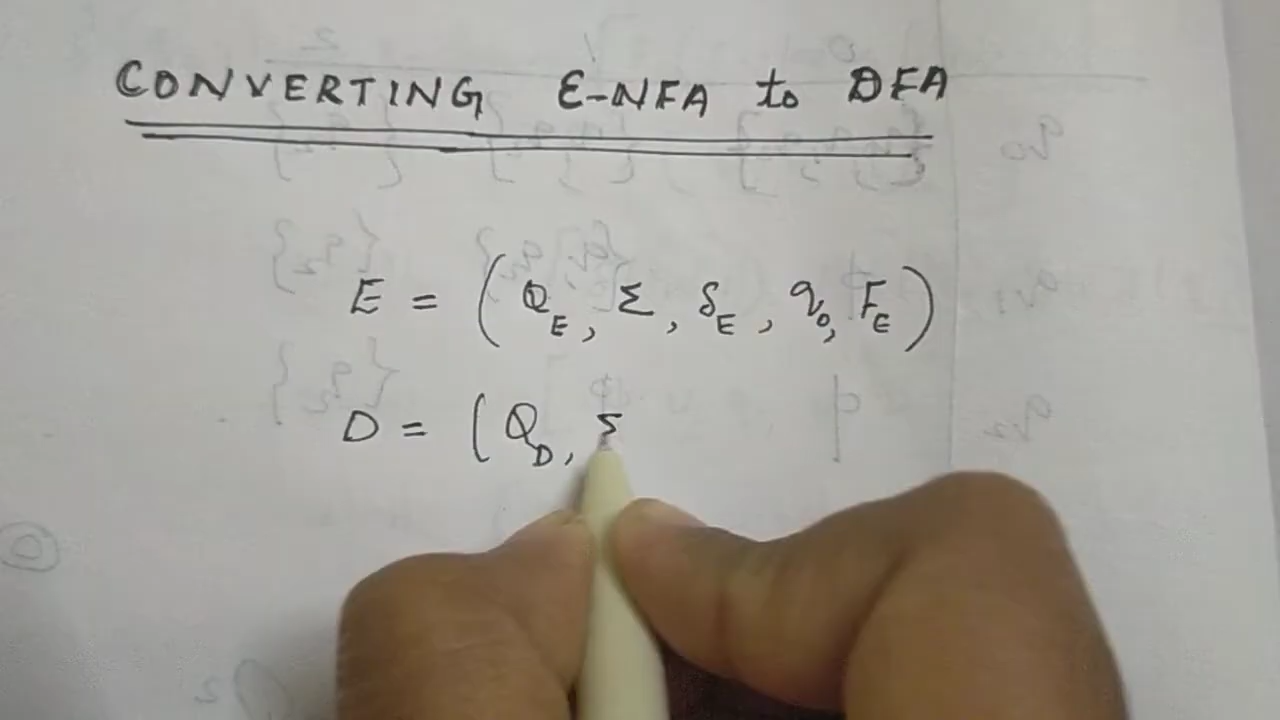 CONVERTING Ɛ-NFA to DFA
E = (Q_E, Σ, δ_E, q_0, F_E)
D = (Q_D, Σ